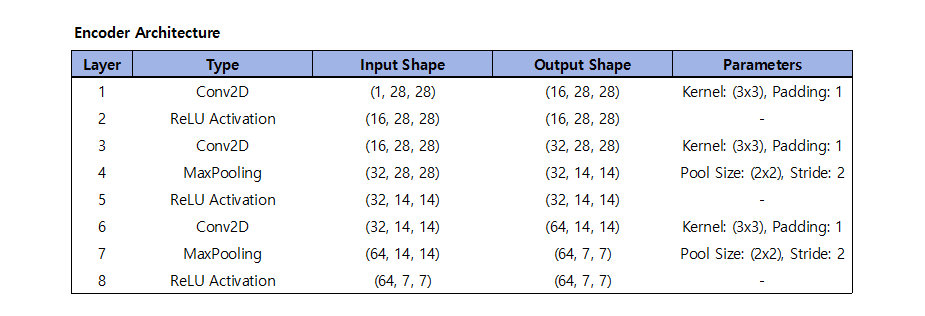 Encoder Architecture
Layer Type Input Shape Output Shape Parameters
1 Conv2D (1, 28, 28) (16, 28, 28) Kernel: (3x3), Padding: 1
2 ReLU Activation (16, 28, 28) (16, 28, 28) -
3 Conv2D (16, 28, 28) (32, 28, 28) Kernel: (3x3), Padding: 1
4 MaxPooling (32, 28, 28) (32, 14, 14) Pool Size: (2x2), Stride: 2
5 ReLU Activation (32, 14, 14) (32, 14, 14) -
6 Conv2D (32, 14, 14) (64, 14, 14) Kernel: (3x3), Padding: 1
7 MaxPooling (64, 14, 14) (64, 7, 7) Pool Size: (2x2), Stride: 2
8 ReLU Activation (64, 7, 7) (64, 7, 7) -